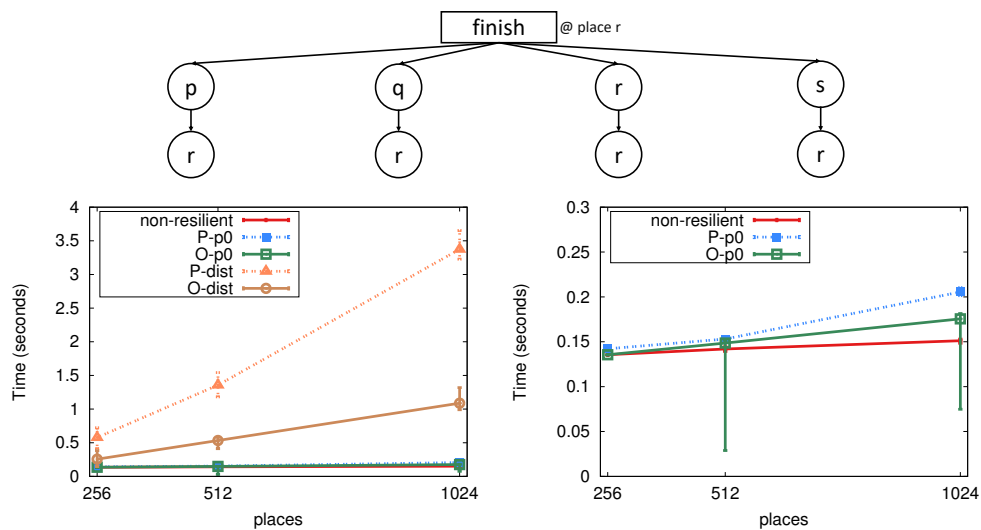 finish
@ place r
p
q
r
s
r
r
r
r
4
3.5
3
2.5
2
1.5
1
0.5
0
256
512
1024
Time (seconds)
places
non-resilient
P-p0
O-p0
P-dist
O-dist
0.3
0.25
0.2
0.15
0.1
0.05
0
256
512
1024
Time (seconds)
places
non-resilient
P-p0
O-p0